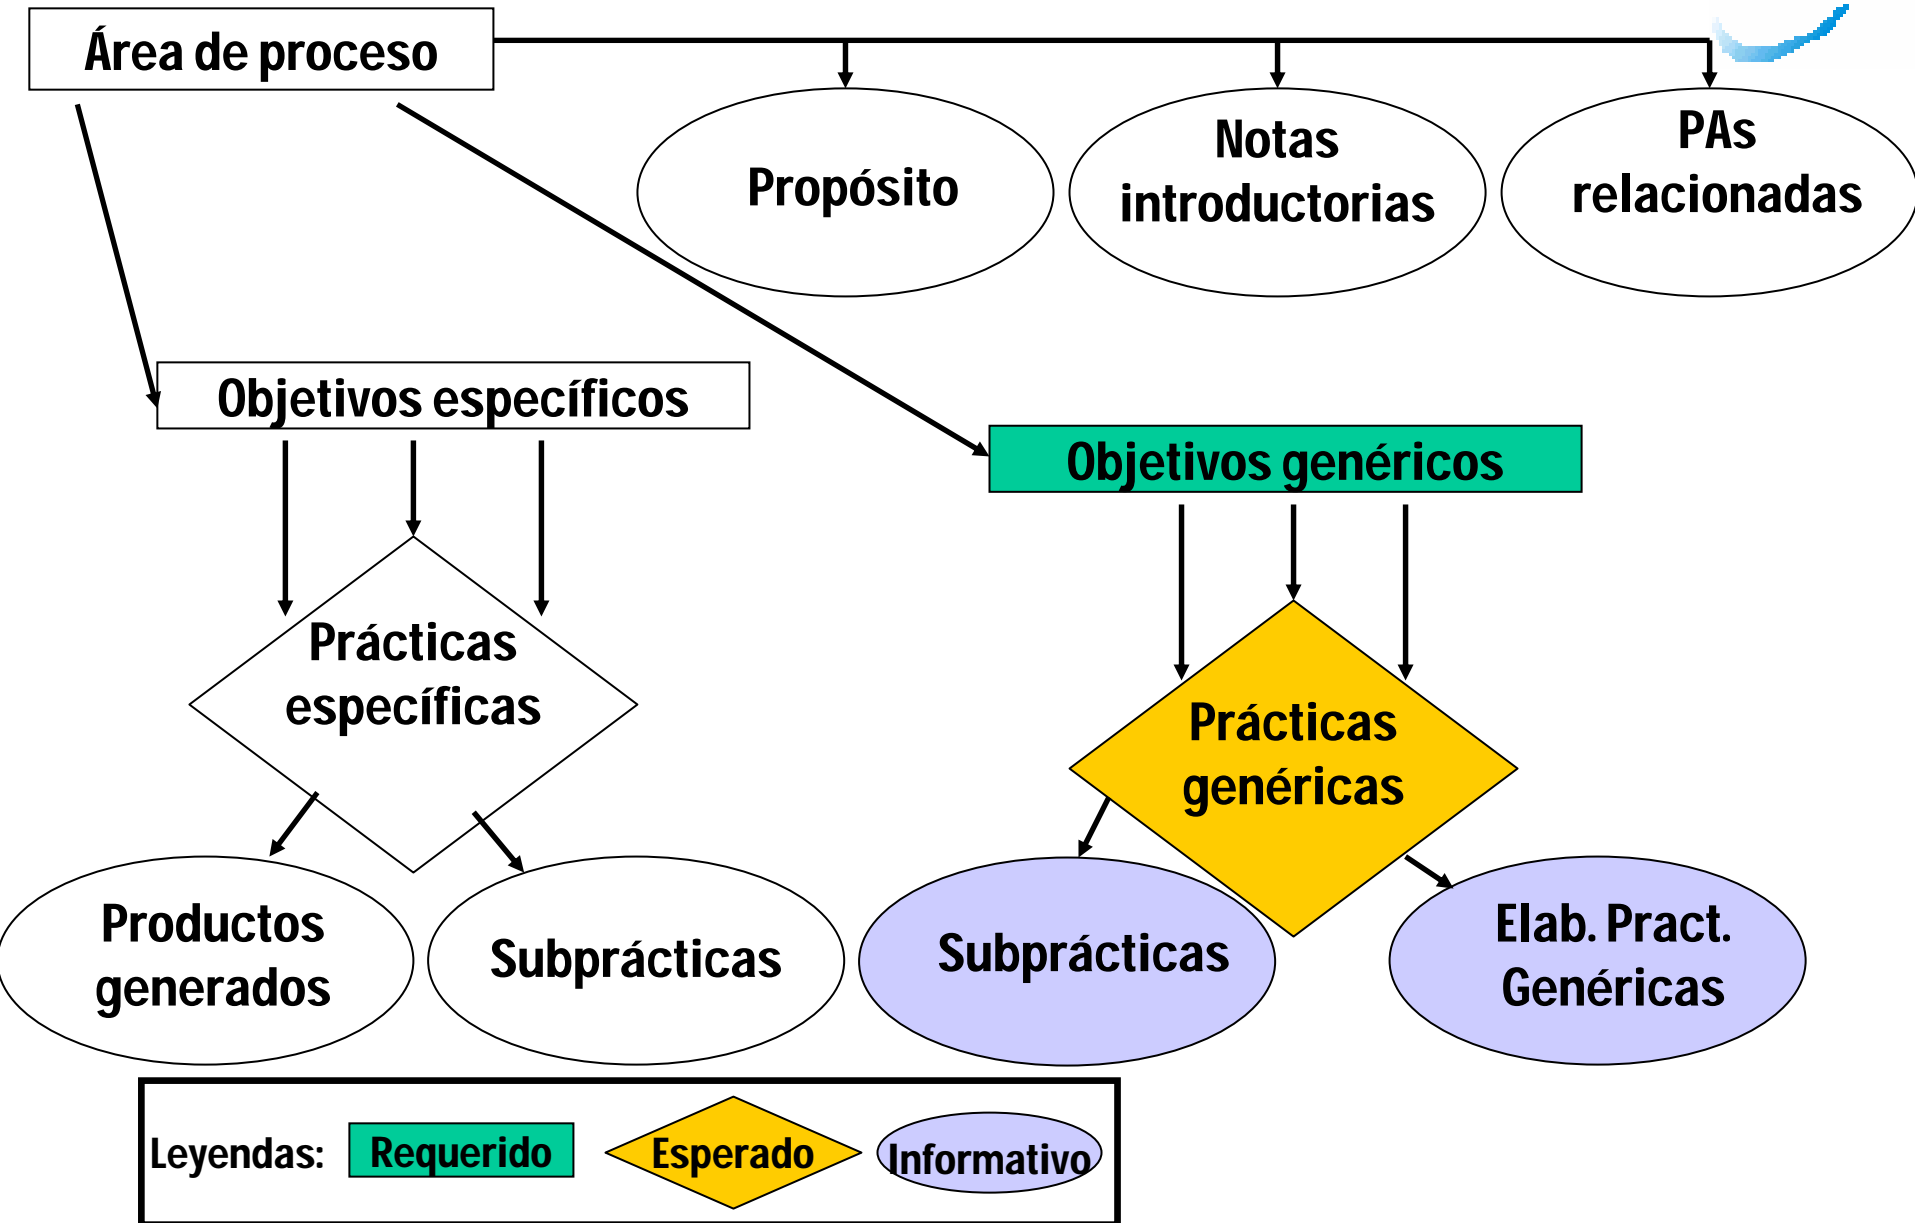 Área de proceso
Propósito
Notas
introductorias
PAs
relacionadas
Objetivos específicos
Objetivos genéricos
Prácticas
específicas
Prácticas
genéricas
Productos
generados
Subprácticas
Subprácticas
Elab. Pract.
Genéricas
Leyendas:
Requerido
Esperado
Informativo